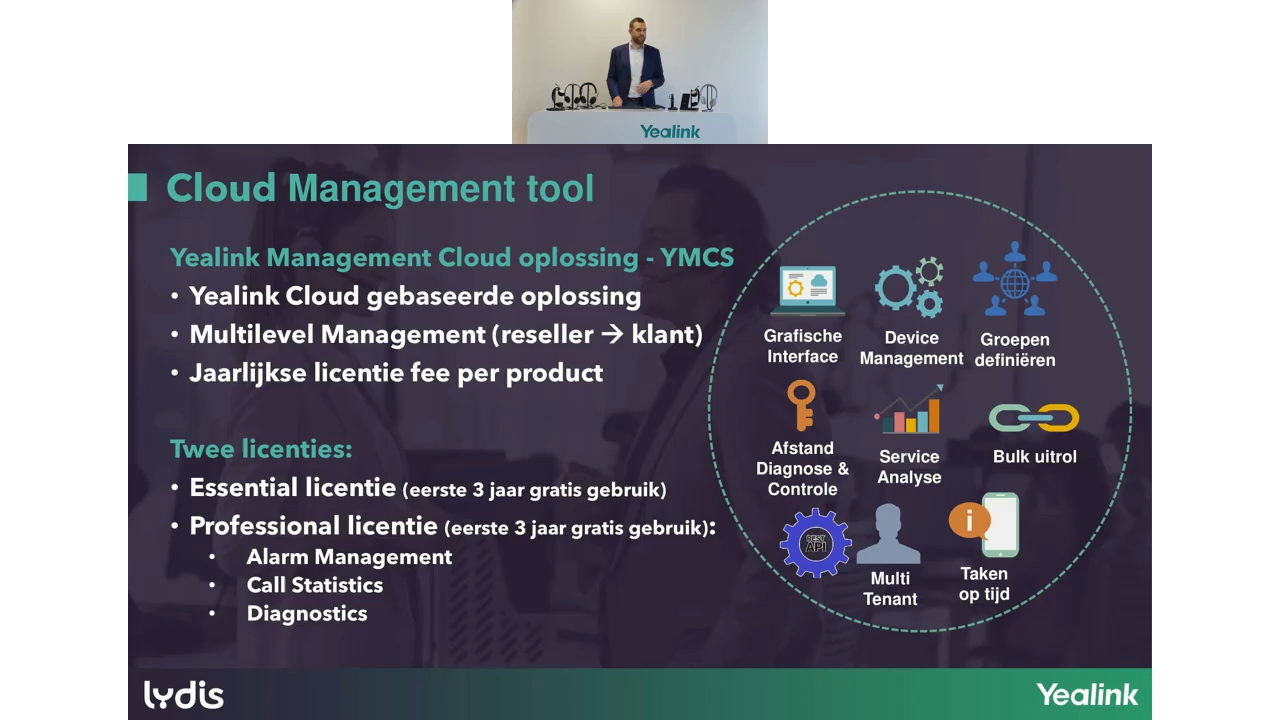 Yealink
Cloud Management tool
Yealink Management Cloud oplossing - YMCS
• Yealink Cloud gebaseerde oplossing
• Multilevel Management (reseller → klant)
• Jaarlijkse licentie fee per product
Twee licenties:
• Essential licentie (eerste 3 jaar gratis gebruik)
• Professional licentie (eerste 3 jaar gratis gebruik):
• Alarm Management
• Call Statistics
• Diagnostics
Grafische
Interface
Device
Management
Groepen
definiëren
Afstand
Diagnose &
Controle
Service
Analyse
Bulk uitrol
REST
API
Multi
Tenant
i
Taken
op tijd
lydis
Yealink